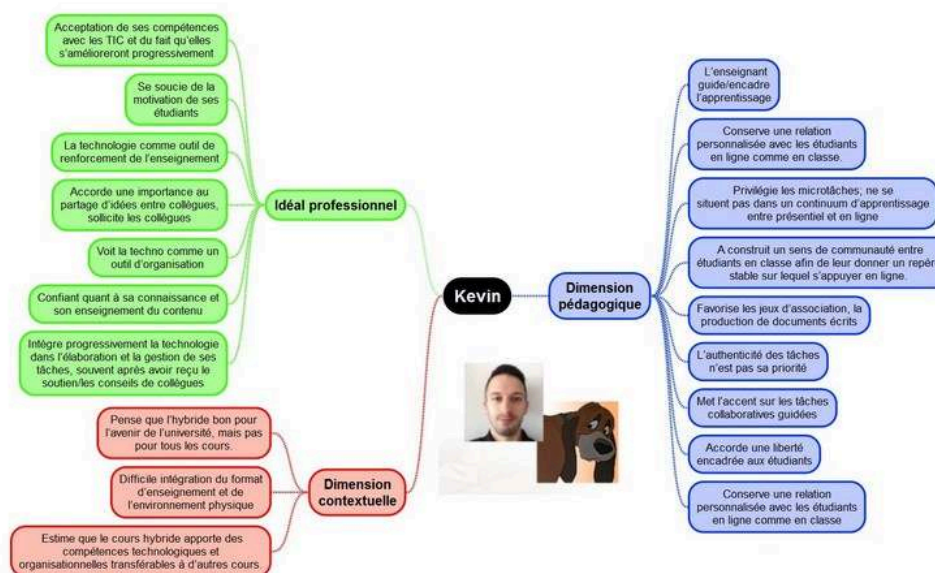 Acceptation de ses compétences
avec les TIC et du fait qu'elles
s'amélioreront progressivement
Se soucie de la
motivation de ses
étudiants
La technologie comme outil de
renforcement de l'enseignement
Accorde une importance au
partage d'idées entre collègues,
sollicite les collègues
Voit la techno comme un
outil d'organisation
Confiant quant à sa connaissance et
son enseignement du contenu
Intègre progressivement la technologie
dans l'élaboration et la gestion de ses
tâches, souvent après avoir reçu le
soutien/les conseils de collègues
Idéal professionnel
Pense que l'hybride bon pour
l'avenir de l'université, mais pas
pour tous les cours.
Difficile intégration du format
d'enseignement et de
l'environnement physique
Estime que le cours hybride apporte des
compétences technologiques et
organisationnelles transférables à d'autres cours.
Dimension
contextuelle
Kevin
Dimension
pédagogique
L'enseignant
guide/encadre
l'apprentissage
Conserve une relation
personnalisée avec les étudiants
en ligne comme en classe.
Privilégie les microtâches; ne se
situent pas dans un continuum d'apprentissage
entre présentiel et en ligne
A construit un sens de communauté entre
étudiants en classe afin de leur donner un repère
stable sur lequel s'appuyer en ligne.
Favorise les jeux d'association, la
production de documents écrits
L'authenticité des tâches
n'est pas sa priorité
Met l'accent sur les tâches
collaboratives guidées
Accorde une liberté
encadrée aux étudiants
Conserve une relation
personnalisée avec les étudiants
en ligne comme en classe